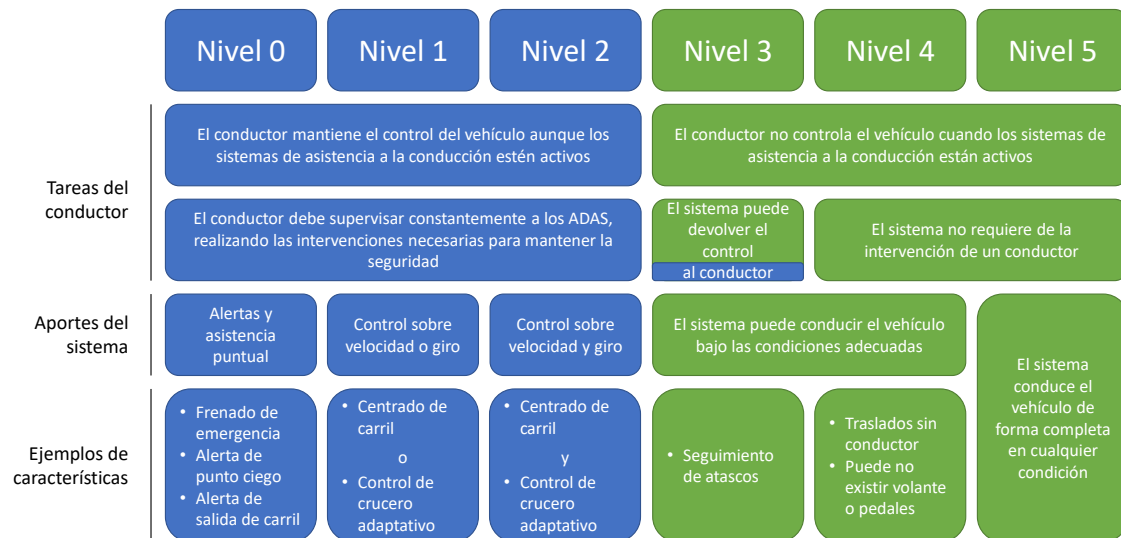 Nivel 0
Nivel 1
Nivel 2
Nivel 3
Nivel 4
Nivel 5
Tareas del
conductor
El conductor mantiene el control del vehículo aunque los
sistemas de asistencia a la conducción estén activos
El conductor no controla el vehículo cuando los sistemas de
asistencia a la conducción están activos
El conductor debe supervisar constantemente a los ADAS,
realizando las intervenciones necesarias para mantener la
seguridad
El sistema puede
devolver el
control
al conductor
El sistema no requiere de la
intervención de un conductor
Aportes del
sistema
Alertas y
asistencia
puntual
Control sobre
velocidad o giro
Control sobre
velocidad y giro
El sistema puede conducir el vehículo
bajo las condiciones adecuadas
El sistema
conduce el
vehículo de
forma completa
en cualquier
condición
Ejemplos de
características
• Frenado de
emergencia
• Alerta de
punto ciego
• Alerta de
salida de carril
• Centrado de
carril
o
• Control de
crucero
adaptativo
• Centrado de
carril
y
• Control de
crucero
adaptativo
• Seguimiento
de atascos
• Traslados sin
conductor
• Puede no
existir volante
o pedales